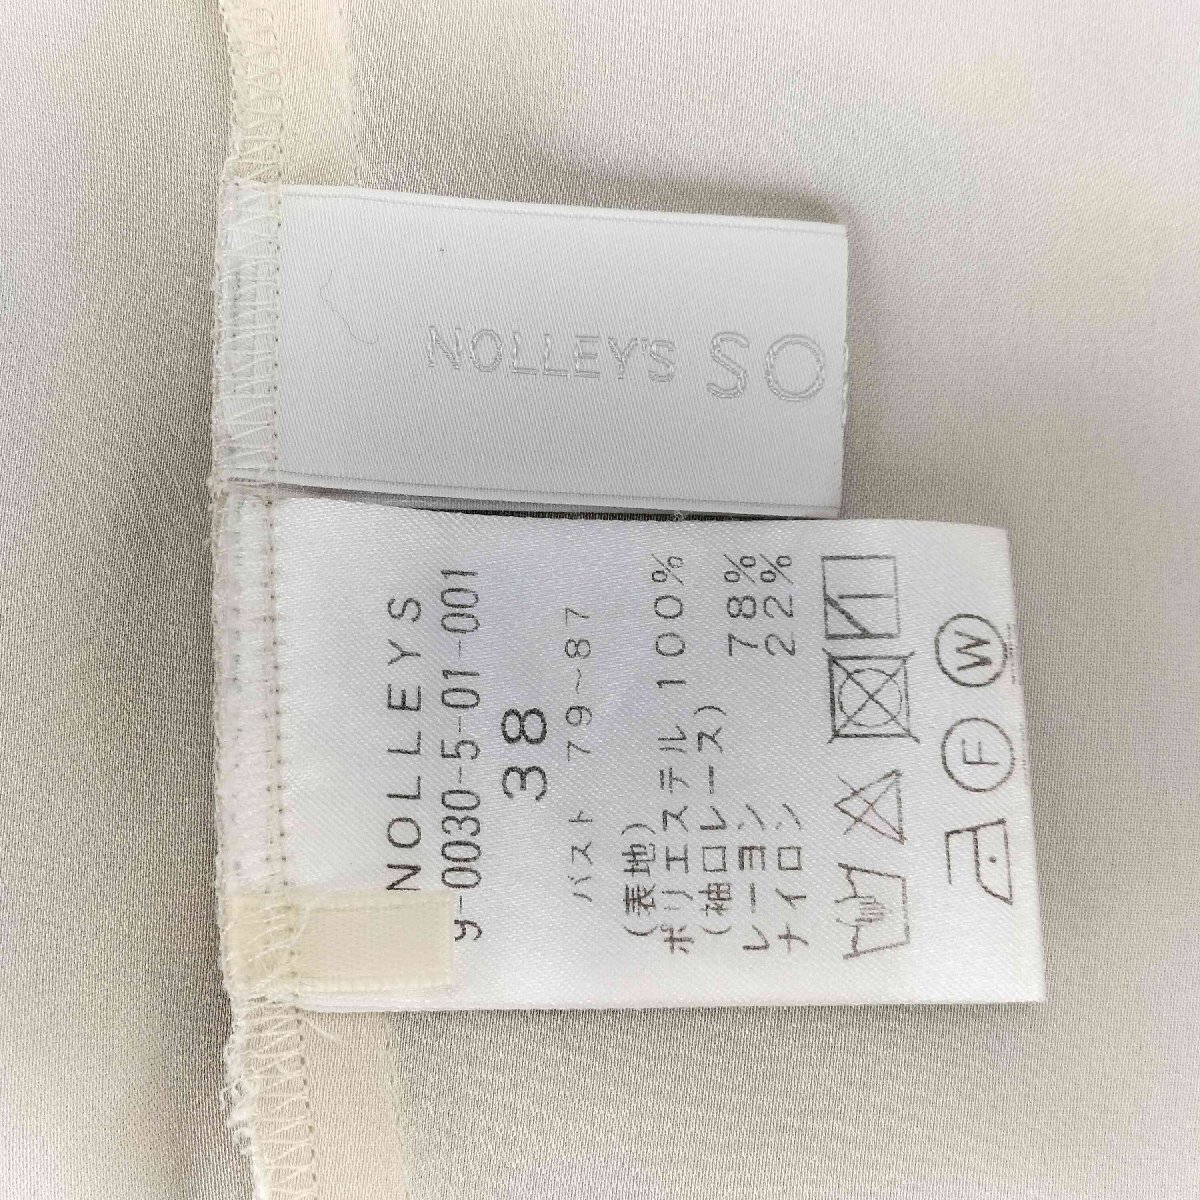 NOLLEY'S SO
NOLLEYS
9-0030-5-01-001
38
バスト 79~87
(表地)
ポリエステル 100%
(袖口レース)
レーヨン 78%
ナイロン 22%
F
W